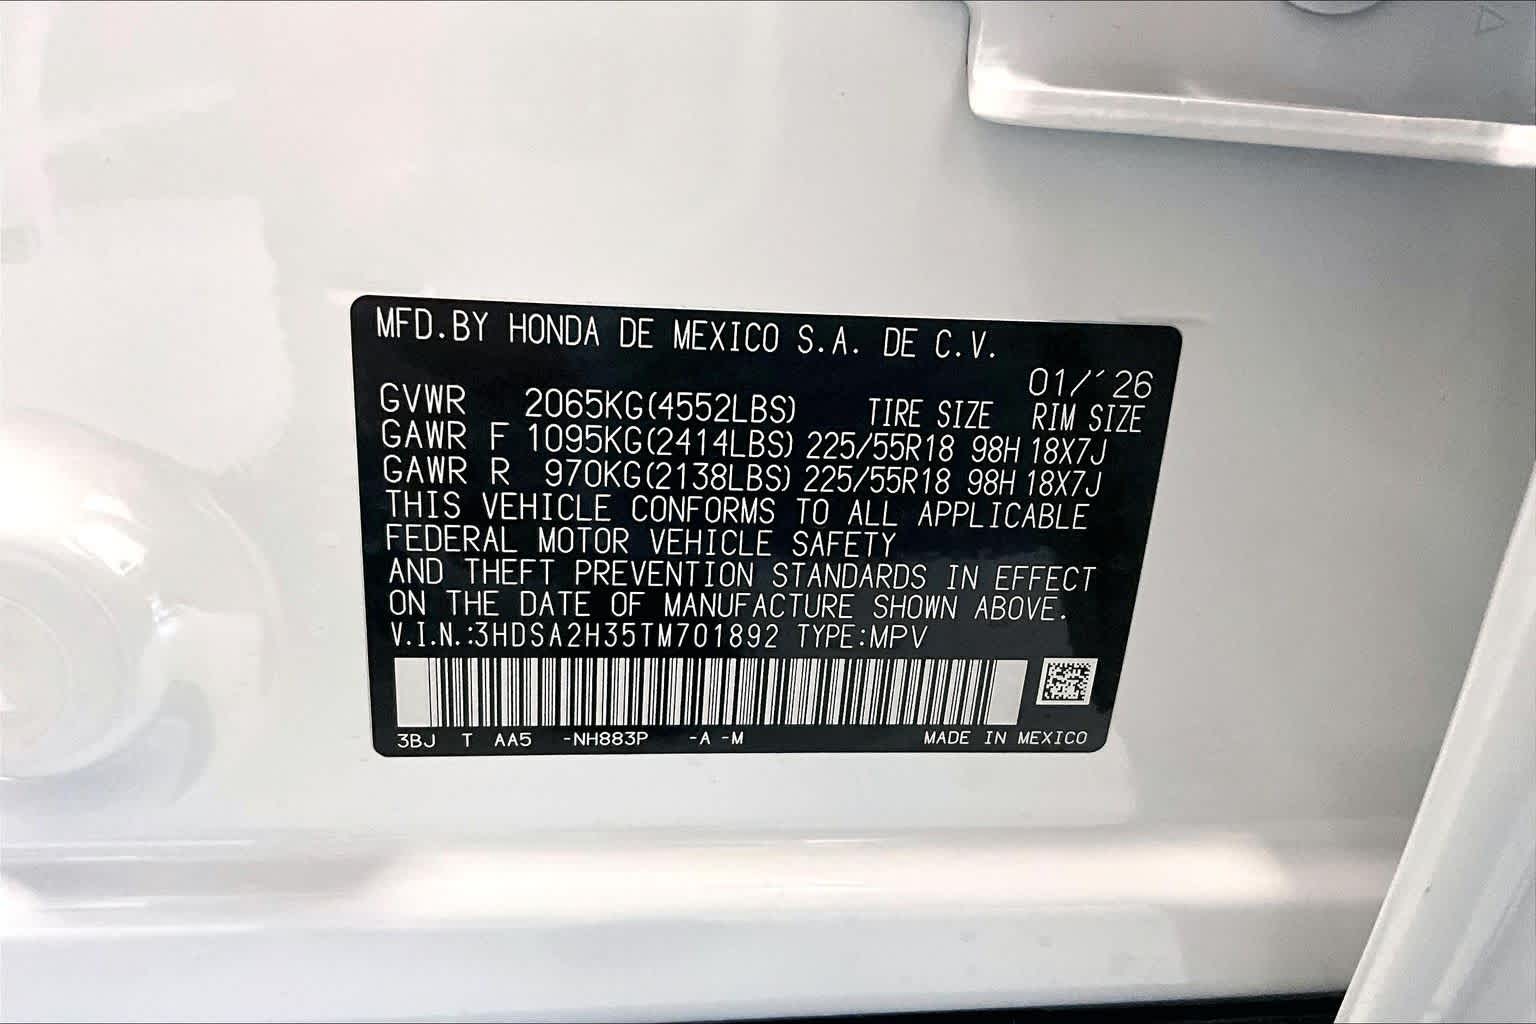 MFD.BY HONDA DE MEXICO S.A. DE C.V.
01/´26
GVWR 2065KG(4552LBS) TIRE SIZE RIM SIZE
GAWR F 1095KG(2414LBS) 225/55R18 98H 18X7J
GAWR R 970KG(2138LBS) 225/55R18 98H 18X7J
THIS VEHICLE CONFORMS TO ALL APPLICABLE
FEDERAL MOTOR VEHICLE SAFETY
AND THEFT PREVENTION STANDARDS IN EFFECT
ON THE DATE OF MANUFACTURE SHOWN ABOVE.
V.I.N.:3HDSA2H35TM701892 TYPE:MPV
3BJ T AA5 -NH883P -A -M MADE IN MEXICO